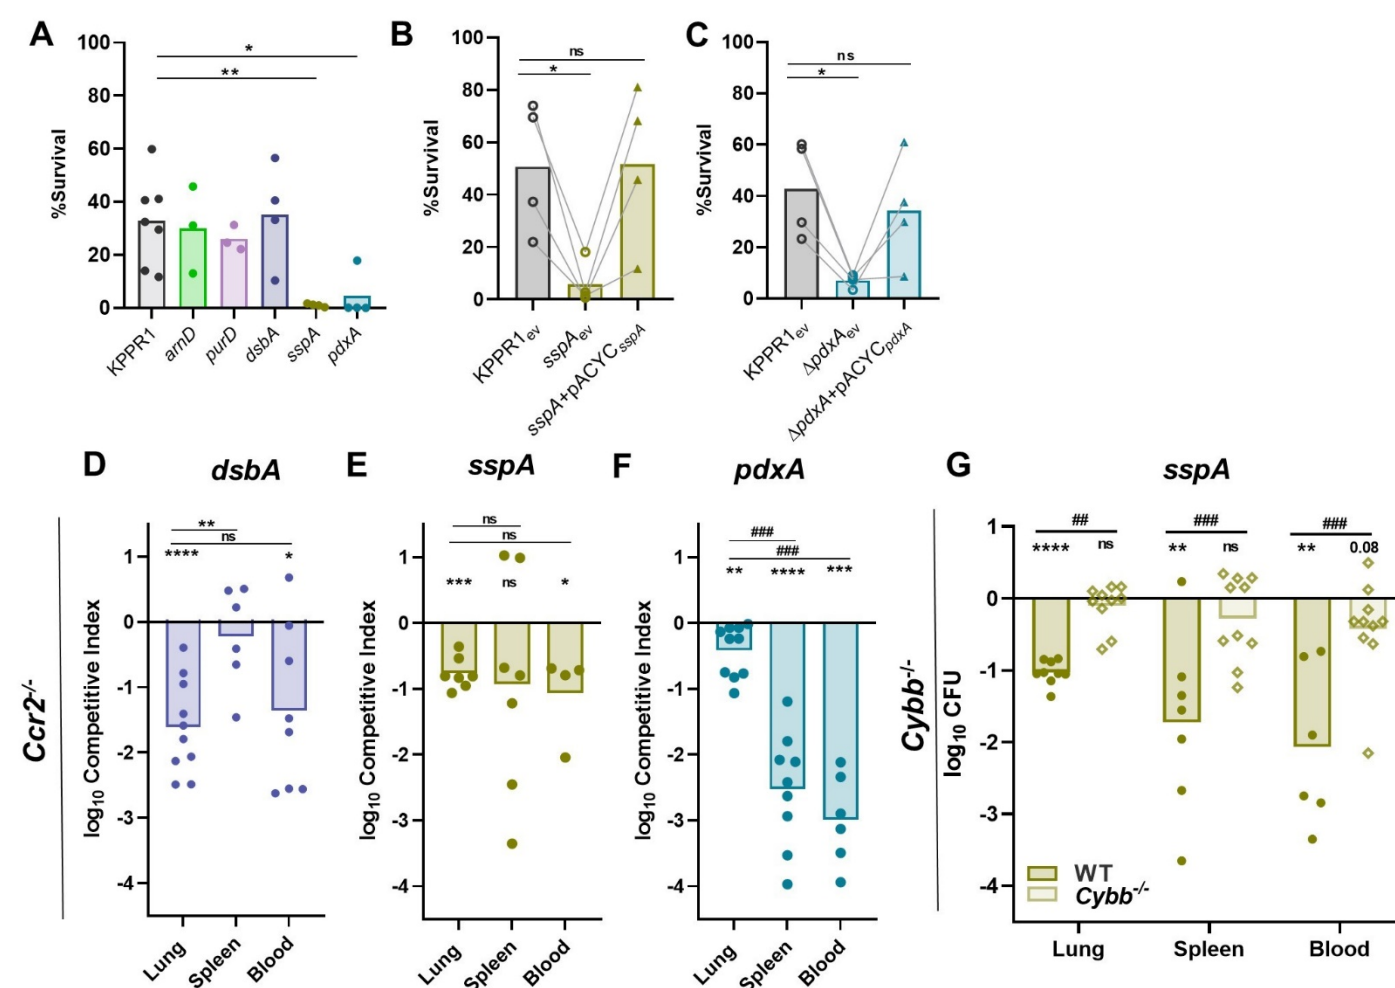 A
%Survival
100
80
60
40
20
0
*
**
KPPR1
arnD
purD
dsbA
sspA
pdxA
B
%Survival
100
80
60
40
20
0
ns
*
KPPR1ev
sspAev
sspA+pACYCsspA
C
%Survival
100
80
60
40
20
0
ns
*
KPPR1ev
ΔpdxAev
ΔpdxA+pACYCpdxA
Ccr2-/-
D
dsbA
log10 Competitive Index
**
ns
**** *
1
0
-1
-2
-3
-4
Lung
Spleen
Blood
E
sspA
log10 Competitive Index
ns
ns
*** ns *
1
0
-1
-2
-3
-4
Lung
Spleen
Blood
F
pdxA
log10 Competitive Index
###
###
** **** ***
1
0
-1
-2
-3
-4
Lung
Spleen
Blood
Cybb-/-
G
sspA
log10 CFU
## ### ###
**** ns ** ns ** 0.08
1
0
-1
-2
-3
-4
WT
Cybb-/-
Lung
Spleen
Blood